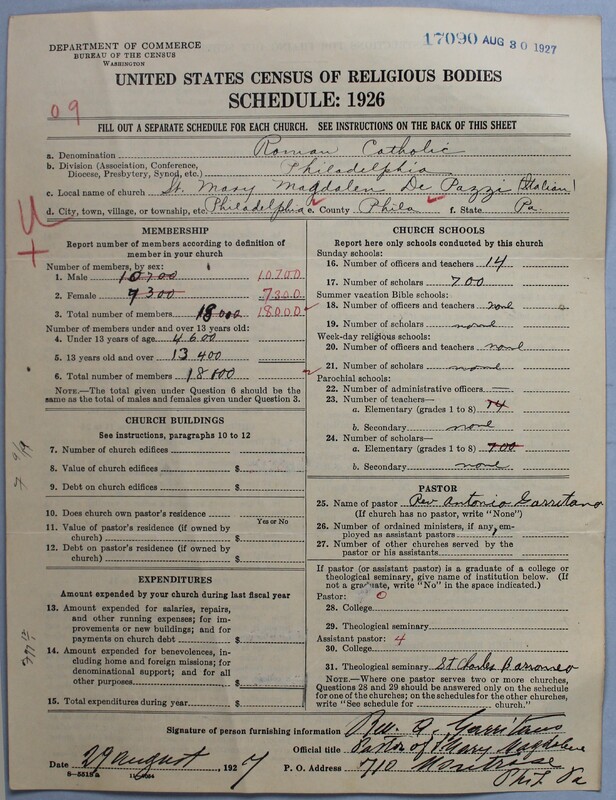 DEPARTMENT OF COMMERCE
BUREAU OF THE CENSUS
WASHINGTON
17090 AUG 30 1927
UNITED STATES CENSUS OF RELIGIOUS BODIES
SCHEDULE: 1926
09
FILL OUT A SEPARATE SCHEDULE FOR EACH CHURCH. SEE INSTRUCTIONS ON THE BACK OF THIS SHEET
a. Denomination Roman Catholic
b. Division (Association, Conference, Diocese, Presbytery, Synod, etc.) Philadelphia
c. Local name of church St. Mary Magdalen De Pazzi (Italian)
d. City, town, village, or township, etc. Philadelphia e. County Phila f. State Pa.
MEMBERSHIP
Report number of members according to definition of
member in your church
Number of members, by sex:
1. Male 10700 10700
2. Female 7300 7300
3. Total number of members 18000 18000
Number of members under and over 13 years old:
4. Under 13 years of age 4600
5. 13 years old and over 13400
6. Total number of members 18000
NOTE.—The total given under Question 6 should be the
same as the total of males and females given under Question 3.
CHURCH BUILDINGS
See instructions, paragraphs 10 to 12
7. Number of church edifices
8. Value of church edifices $
9. Debt on church edifices $
10. Does church own pastor's residence
Yes or No
11. Value of pastor's residence (if owned by
church) $
12. Debt on pastor's residence (if owned by
church) $
EXPENDITURES
Amount expended by your church during last fiscal year
13. Amount expended for salaries, repairs,
and other running expenses; for im-
provements or new buildings; and for
payments on church debt $
14. Amount expended for benevolences,
including home and foreign missions; for
denominational support; and for all
other purposes $
15. Total expenditures during year $
CHURCH SCHOOLS
Report here only schools conducted by this church
Sunday schools:
16. Number of officers and teachers 14
17. Number of scholars 700
Summer vacation Bible schools:
18. Number of officers and teachers none
19. Number of scholars none
Week-day religious schools:
20. Number of officers and teachers none
21. Number of scholars none
Parochial schools:
22. Number of administrative officers
23. Number of teachers—
a. Elementary (grades 1 to 8) 14
b. Secondary none
24. Number of scholars—
a. Elementary (grades 1 to 8) 700
b. Secondary none
PASTOR
25. Name of pastor Rev. Antonio Garritano
(If church has no pastor, write "None")
26. Number of ordained ministers, if any, em-
ployed as assistant pastors
27. Number of other churches served by the
pastor or his assistants
If pastor (or assistant pastor) is a graduate of a college or
theological seminary, give name of institution below. (If
not a graduate, write "No" in the space indicated.)
Pastor: 0
28. College
29. Theological seminary
Assistant pastor: 4
30. College
31. Theological seminary St Charles Barromeo
NOTE.—Where one pastor serves two or more churches,
Questions 28 and 29 should be answered only on the schedule
for one of the churches; on the schedules for the other churches,
write "See schedule for church."
Signature of person furnishing information Rev. A. Garritano
Official title Pastor of Mary Magdalene
Date 29 August, 1927 P. O. Address 710 Montrose
Phil. Pa
8—5518a